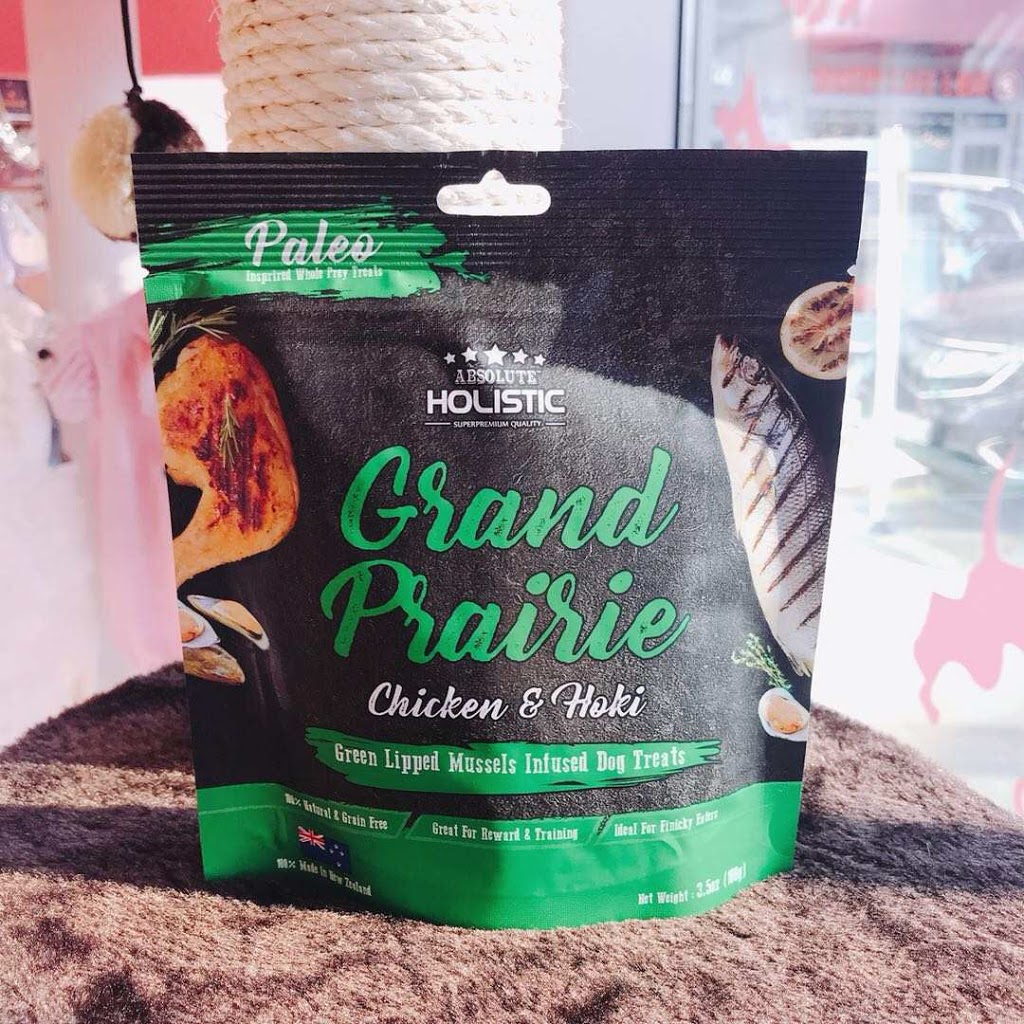 Paleo
Insprired Whole Prey Treats
ABSOLUTE
HOLISTIC
SUPERPREMIUM QUALITY
Grand
Prairie
Chicken & Hoki
Green Lipped Mussels Infused Dog Treats
100% Natural & Grain Free
Great For Reward & Training
Ideal For Finicky Eaters
100% Made in New Zealand
Net Weight : 3.5oz (100g)